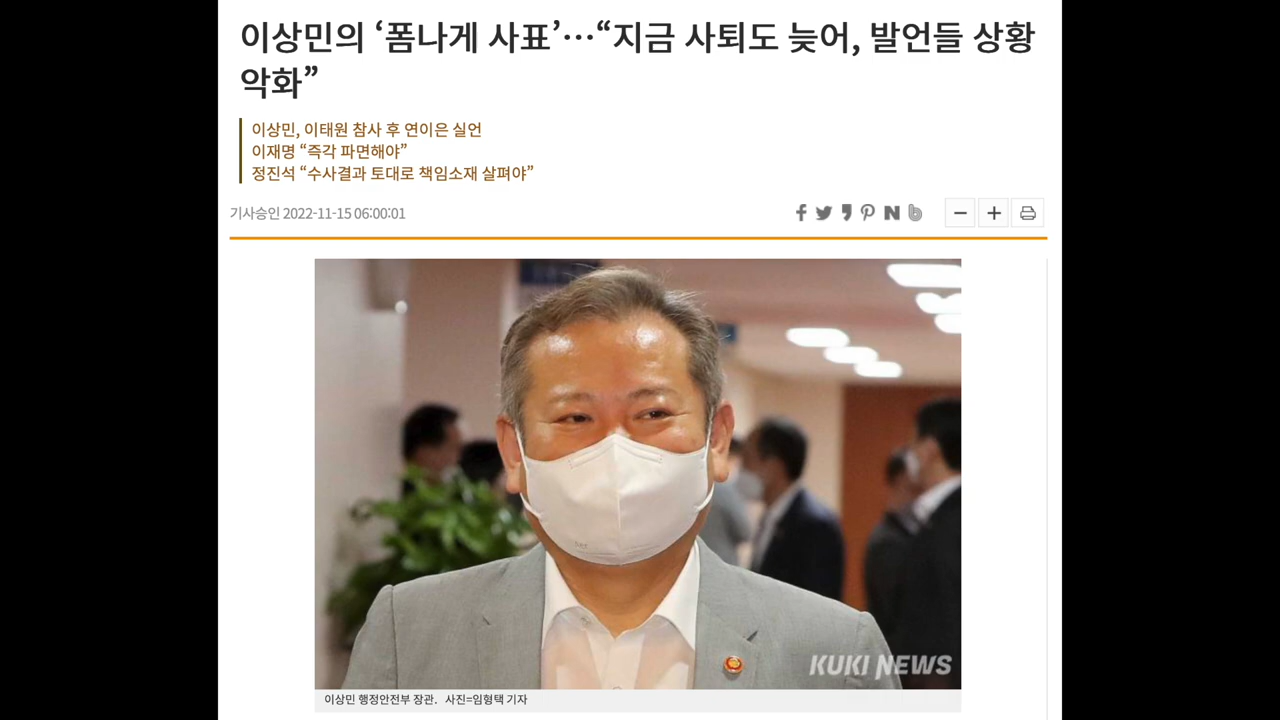 이상민의 ‘폼나게 사표’…“지금 사퇴도 늦어, 발언들 상황
악화”
이상민, 이태원 참사 후 연이은 실언
이재명 “즉각 파면해야”
정진석 “수사결과 토대로 책임소재 살펴야”
기사승인 2022-11-15 06:00:01
KUKI NEWS
이상민 행정안전부 장관. 사진=임형택 기자